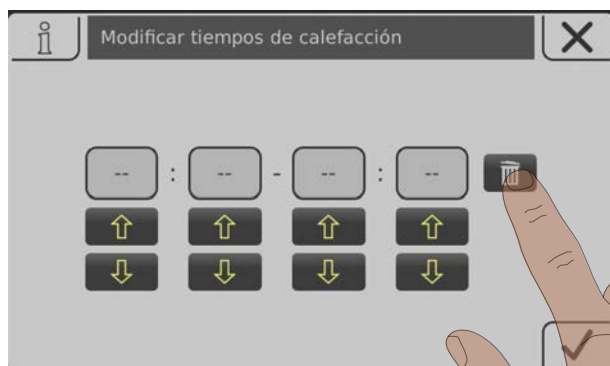 Modificar tiempos de calefacción
-- : -- - -- : --